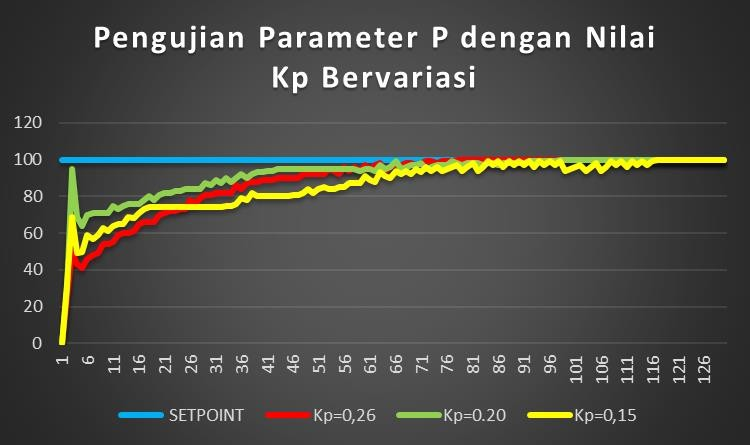 Pengujian Parameter P dengan Nilai
Kp Bervariasi
120
100
80
60
40
20
0
1 6 11 16 21 26 31 36 41 46 51 56 61 66 71 76 81 86 91 96 101 106 111 116 121 126
SETPOINT Kp=0,26 Kp=0.20 Kp=0,15